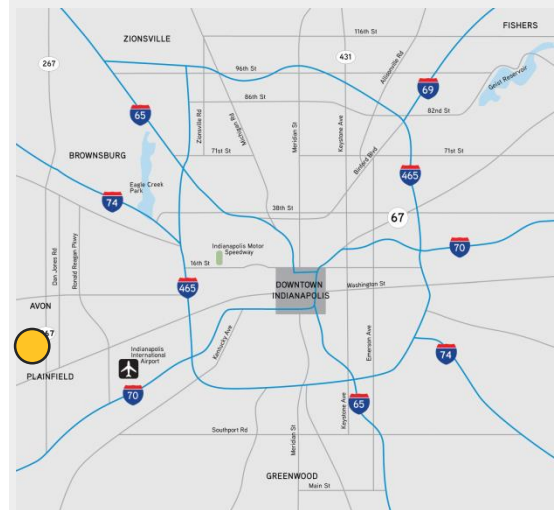 116th St
FISHERS
ZIONSVILLE
431
267
96th St
Allisonville Rd
Geist Reservoir
69
86th St
82nd St
65
Zionsville Rd
Michigan Rd
Meridian St
Keystone Ave
Binford Blvd
BROWNSBURG
71st St
71st St
465
Eagle Creek
Park
74
38th St
67
70
Indianapolis Motor
Speedway
Dan Jones Rd
Ronald Reagan Pkwy
16th St
465
DOWNTOWN
INDIANAPOLIS
Washington St
AVON
67
Indianapolis
International
Airport
Kentucky Ave
Emerson Ave
74
PLAINFIELD
70
65
Keystone Ave
Southport Rd
Meridian St
GREENWOOD
Main St